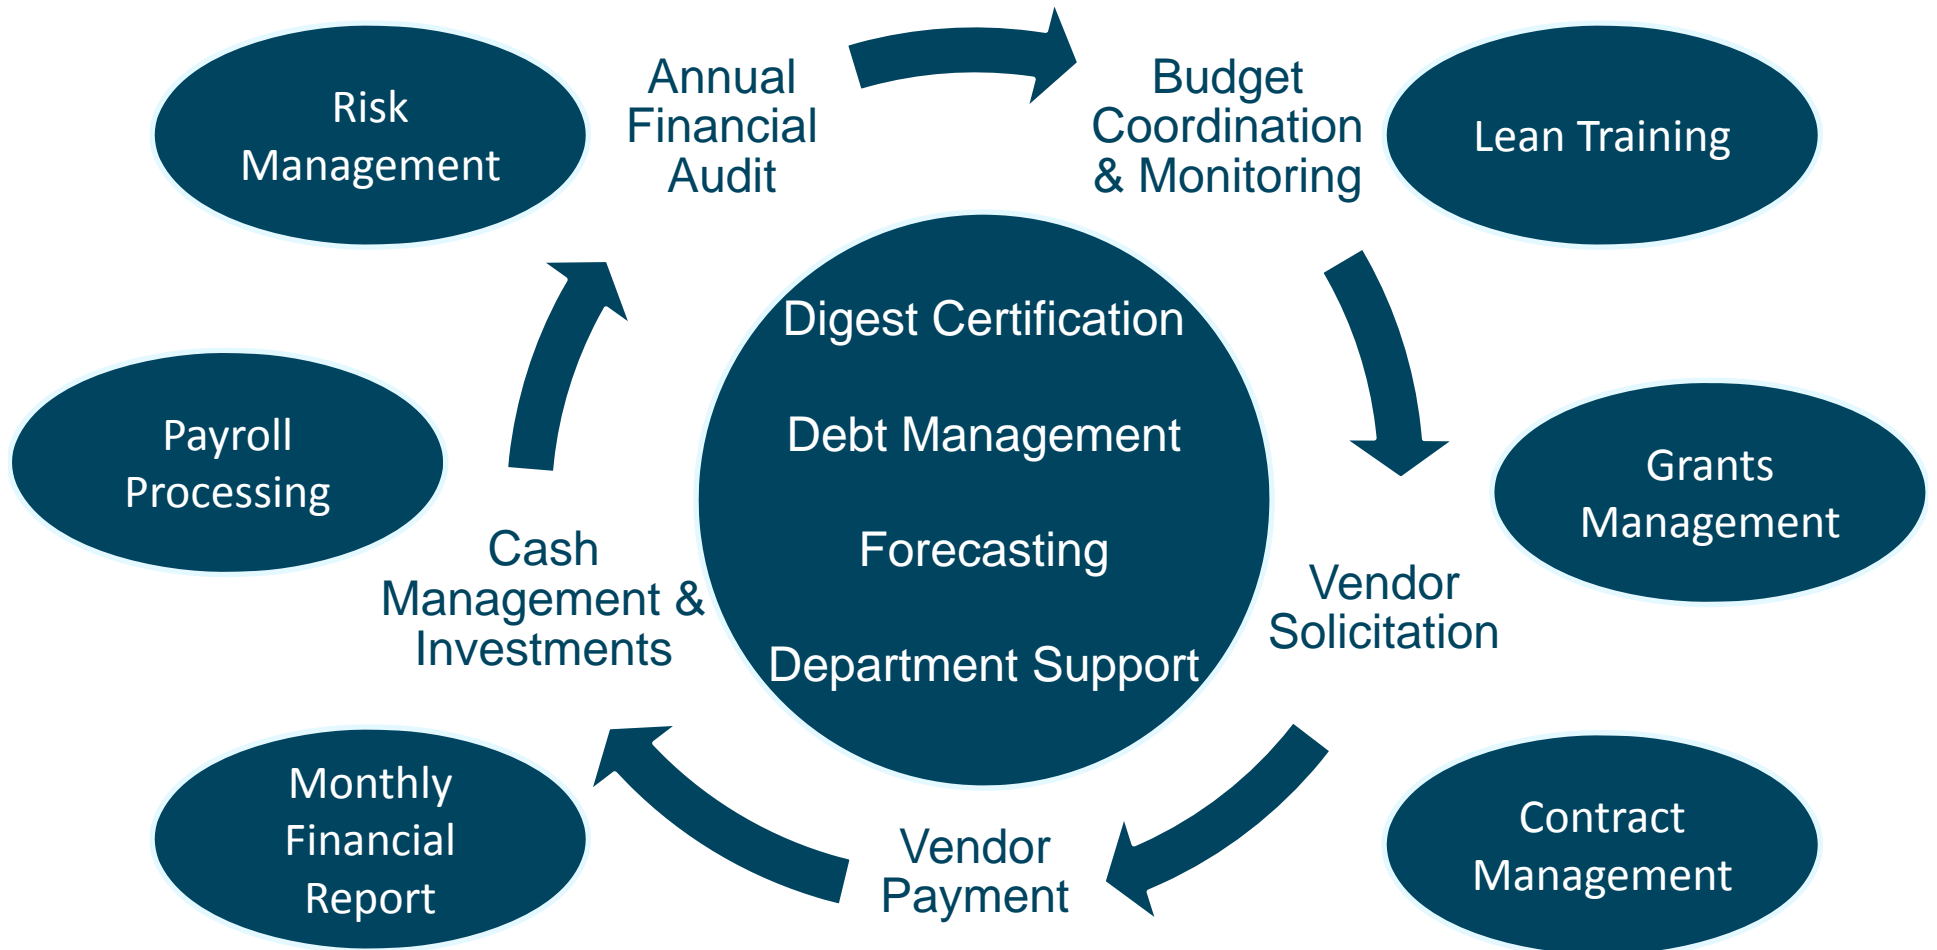 Risk
Management
Annual
Financial
Audit
Budget
Coordination
& Monitoring
Lean Training
Digest Certification
Debt Management
Forecasting
Department Support
Payroll
Processing
Grants
Management
Cash
Management &
Investments
Vendor
Solicitation
Monthly
Financial
Report
Vendor
Payment
Contract
Management